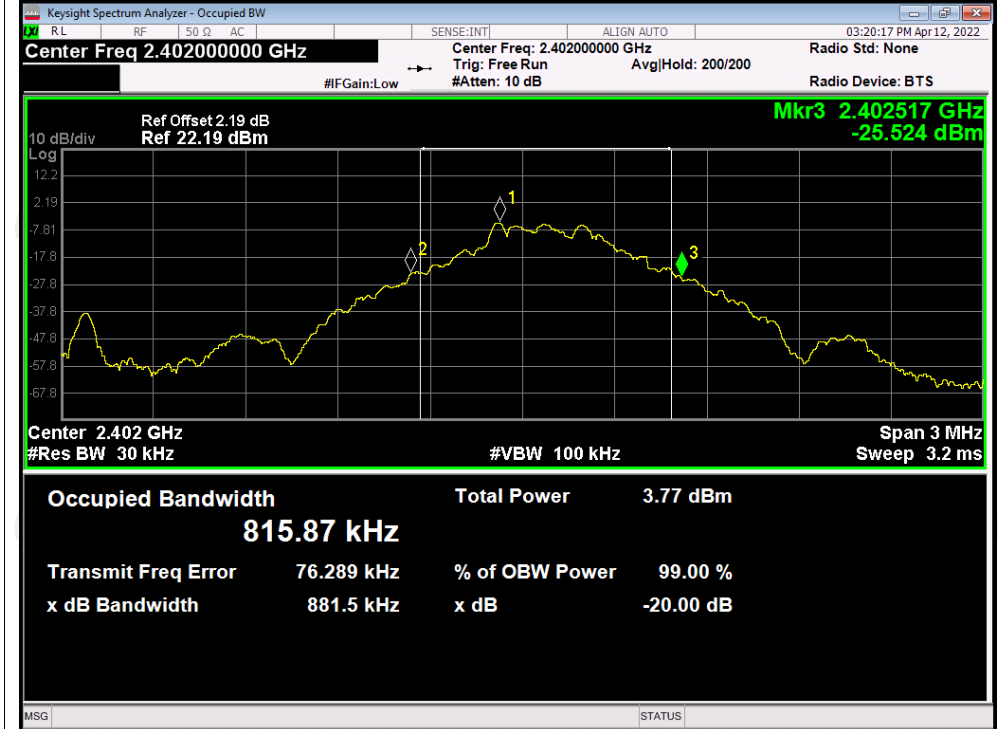 Keysight Spectrum Analyzer - Occupied BW
LXI RL RF 50 Ω AC SENSE:INT ALIGN AUTO 03:20:17 PM Apr 12, 2022
Center Freq 2.402000000 GHz
Center Freq: 2.402000000 GHz Radio Std: None
Trig: Free Run Avg|Hold: 200/200
#IFGain:Low #Atten: 10 dB Radio Device: BTS
Mkr3 2.402517 GHz
-25.524 dBm
Ref Offset 2.19 dB
10 dB/div Ref 22.19 dBm
Log
12.2
2.19
-7.81
-17.8
-27.8
-37.8
-47.8
-57.8
-67.8
1
2
3
Center 2.402 GHz Span 3 MHz
#Res BW 30 kHz #VBW 100 kHz Sweep 3.2 ms
Occupied Bandwidth Total Power 3.77 dBm
815.87 kHz
Transmit Freq Error 76.289 kHz % of OBW Power 99.00 %
x dB Bandwidth 881.5 kHz x dB -20.00 dB
MSG STATUS